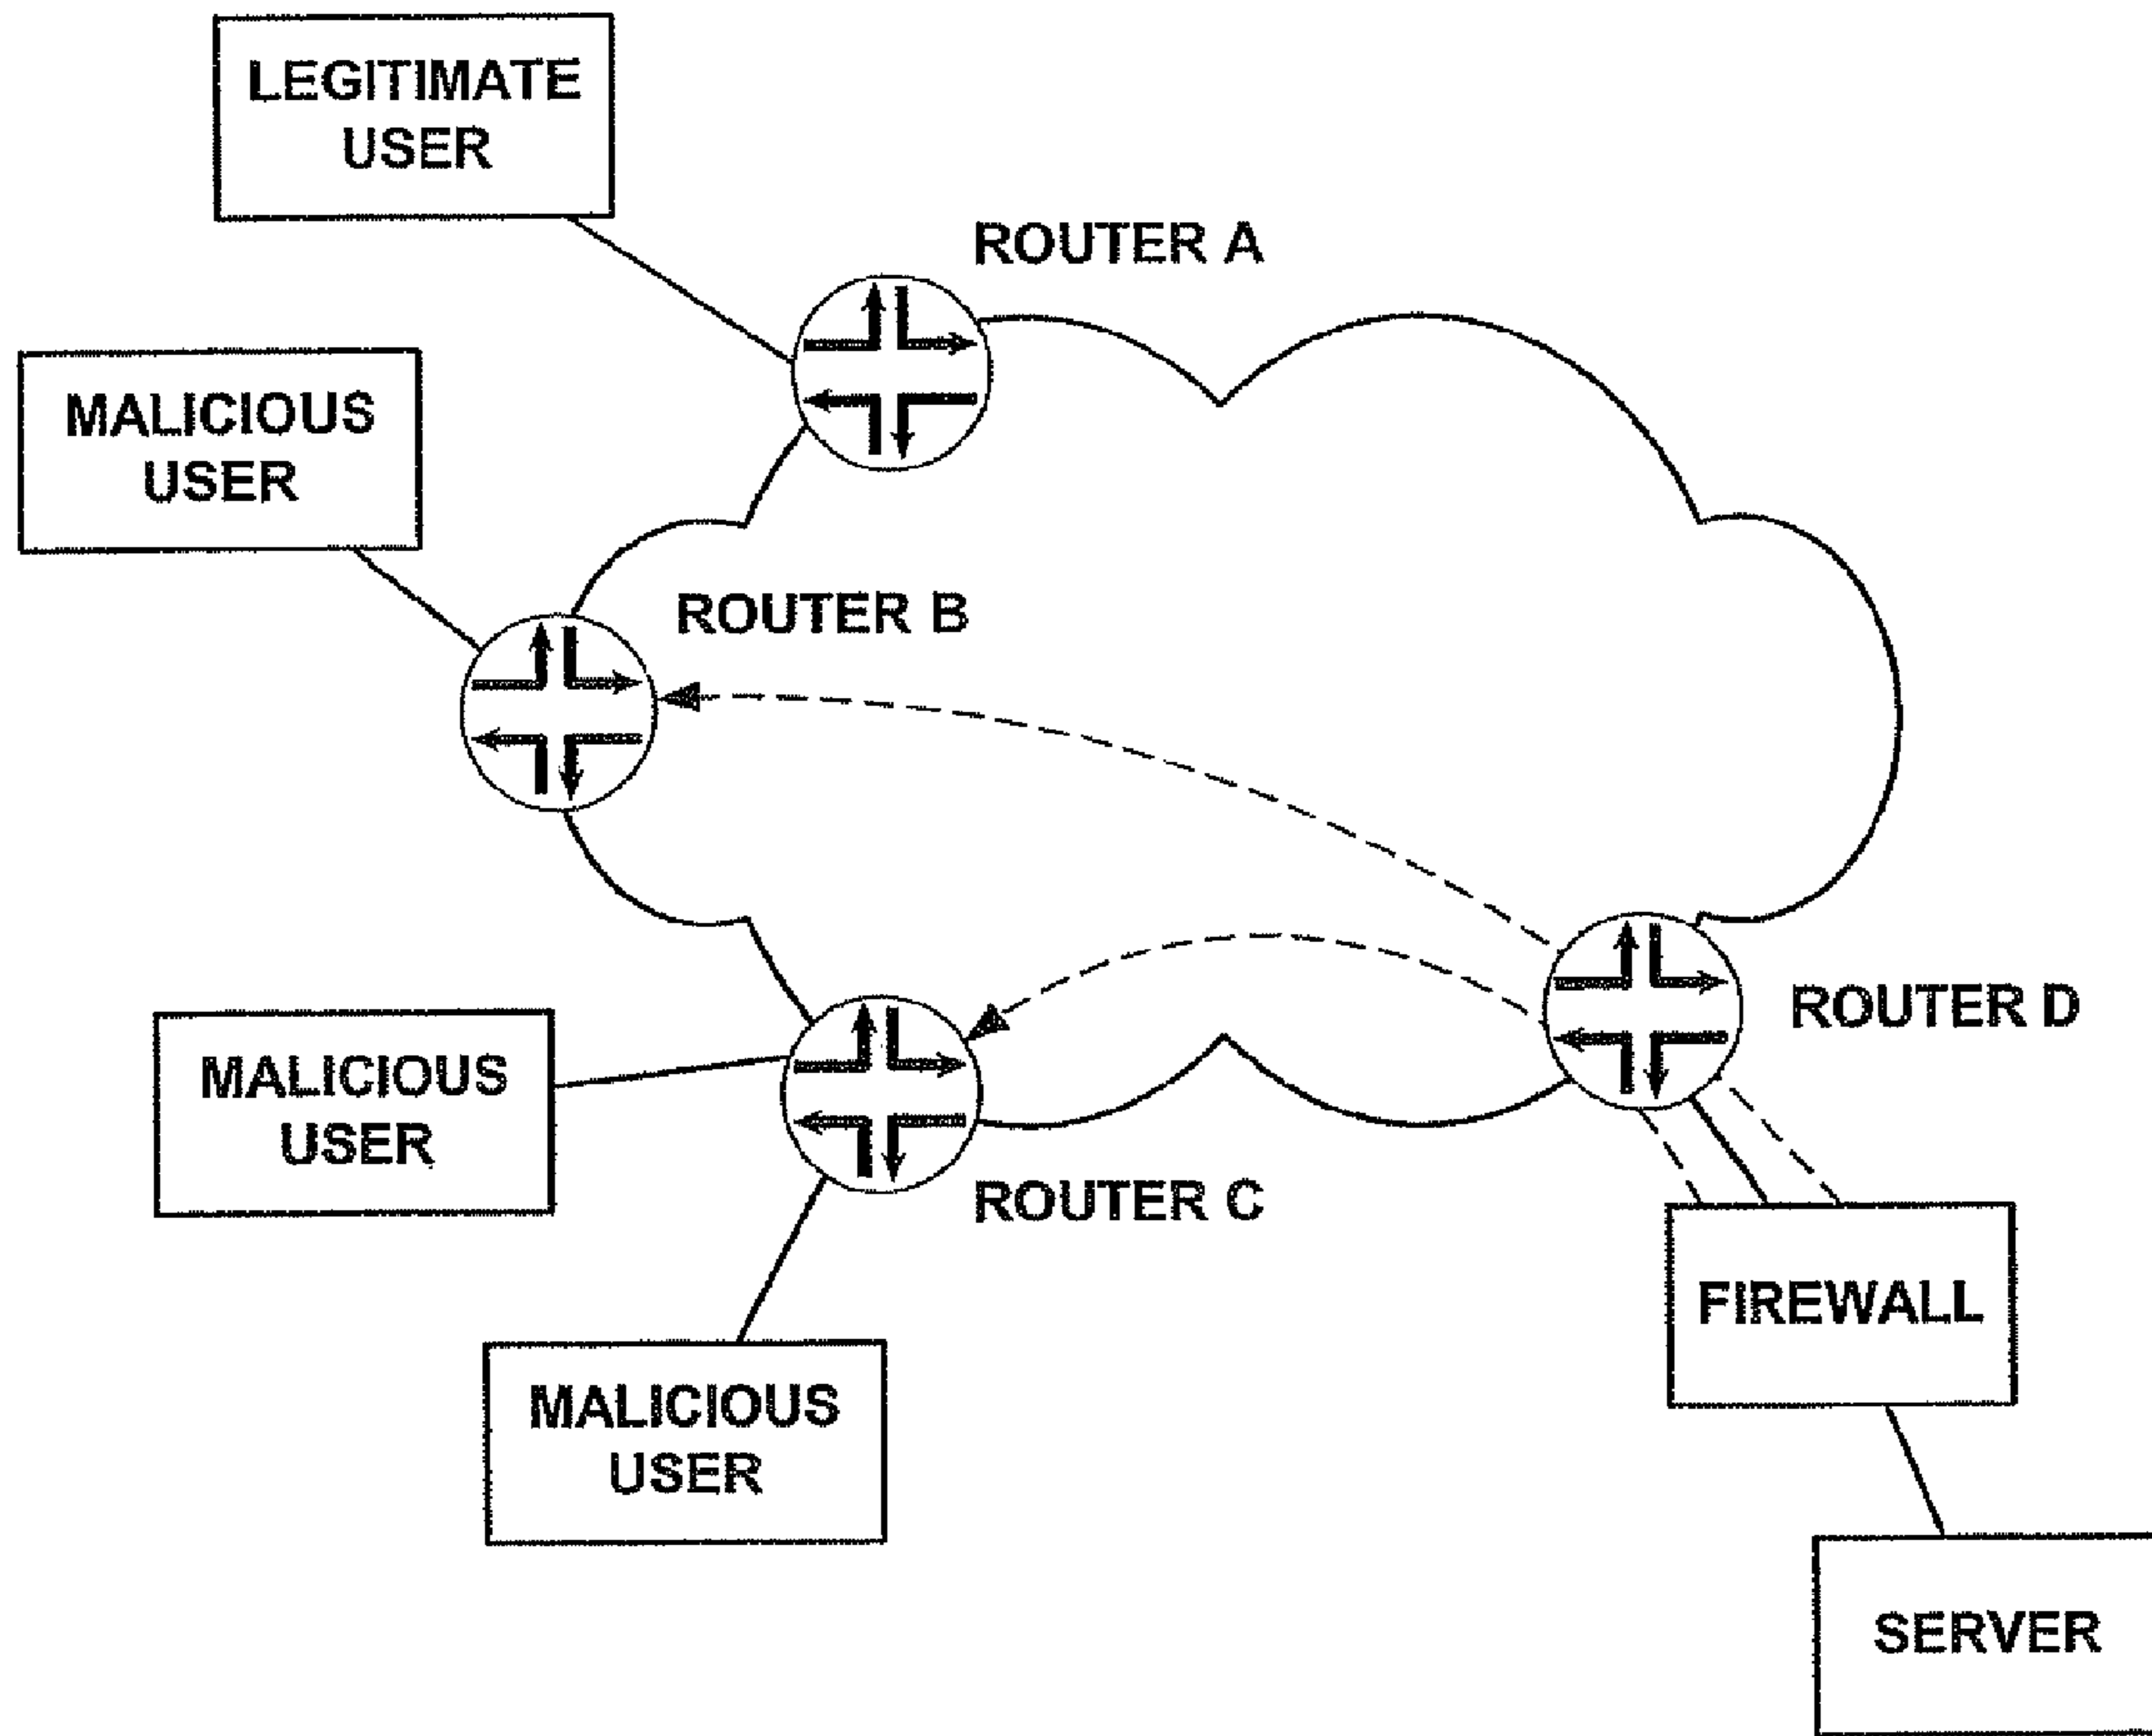 LEGITIMATE
USER
ROUTER A
MALICIOUS
USER
ROUTER B
MALICIOUS
USER
ROUTER C
ROUTER D
MALICIOUS
USER
FIREWALL
SERVER